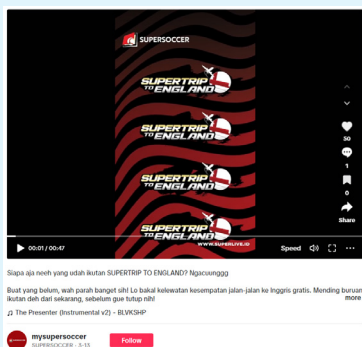 SUPERSOCCER
SUPERTRIP
TO ENGLAND
SUPERTRIP
TO ENGLAND
SUPERTRIP
TO ENGLAND
SUPERTRIP
TO ENGLAND
WWW.SUPERLIVE.ID
50
1
0
Share
00:01 / 00:47
Speed
Siapa aja neeh yang udah ikutan SUPERTRIP TO ENGLAND? Ngacuunggg
Buat yang belum, wah parah banget sih! Lo bakal kelewatan kesempatan jalan-jalan ke Inggris gratis. Mending buruan
ikutan deh dari sekarang, sebelum gue tutup nih!
more
The Presenter (Instrumental v2) - BLVKSHP
mysupersoccer
SUPERSOCCER · 3-13
Follow